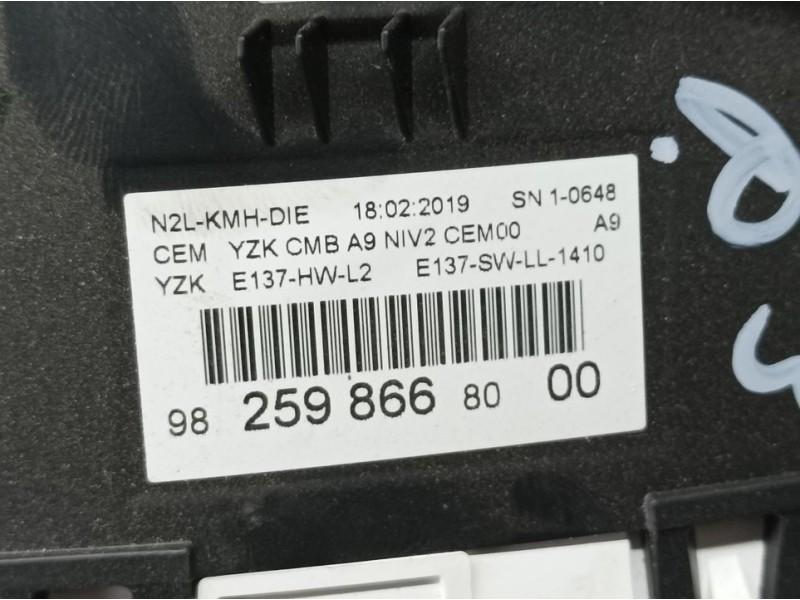 N2L-KMH-DIE 18:02:2019 SN 1-0648
CEM YZK CMB A9 NIV2 CEM00 A9
YZK E137-HW-L2 E137-SW-LL-1410
98 259 866 80 00